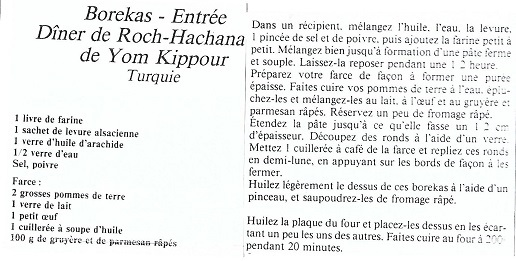 Borekas - Entrée
Dîner de Roch-Hachana
de Yom Kippour
Turquie
1 livre de farine
1 sachet de levure alsacienne
1 verre d'huile d'arachide
1/2 verre d'eau
Sel, poivre
Farce :
2 grosses pommes de terre
1 verre de lait
1 petit œuf
1 cuillerée à soupe d'huile
100 g de gruyère et de parmesan râpés
Dans un récipient, mélangez l'huile, l'eau, la levure,
1 pincée de sel et de poivre, puis ajoutez la farine petit à
petit. Mélangez bien jusqu'à formation d'une pâte ferme
et souple. Laissez-la reposer pendant une 1 2 heure.
Préparez votre farce de façon à former une purée
épaisse. Faites cuire vos pommes de terre à l'eau, éplu-
chez-les et mélangez-les au lait, à l'œuf et au gruyère et
parmesan râpés. Réservez un peu de fromage râpé.
Étendez la pâte jusqu'à ce qu'elle fasse un 1 2 cm
d'épaisseur. Découpez des ronds à l'aide d'un verre.
Mettez 1 cuillerée à café de la farce et repliez ces ronds
en demi-lune, en appuyant sur les bords de façon à les
fermer.
Huilez légèrement le dessus de ces borekas à l'aide d'un
pinceau, et saupoudrez-les de fromage râpé.
Huilez la plaque du four et placez-les dessus en les écar-
tant un peu les uns des autres. Faites cuire au four à 200°
pendant 20 minutes.